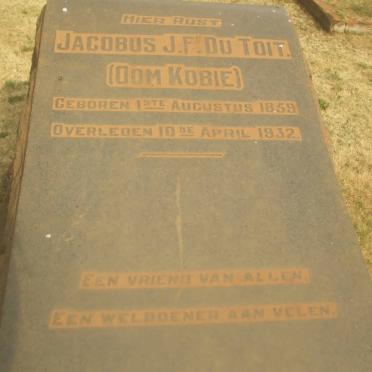 Hier Rust
Jacobus J.F. Du Toit.
(Oom Kobie)
Geboren 1ste Augustus 1859
Overleden 10de April 1932.
Een vriend van allen.
Een weldoener aan velen.